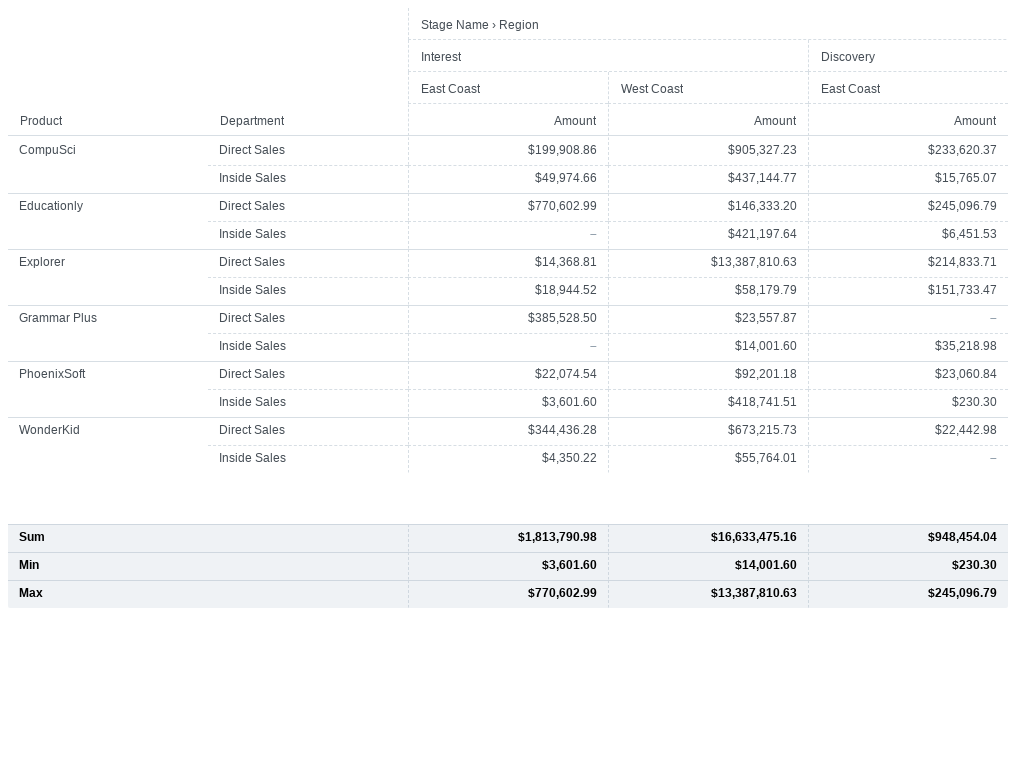 Stage Name › Region
Interest Discovery
East Coast West Coast East Coast
Product Department Amount Amount Amount
CompuSci Direct Sales $199,908.86 $905,327.23 $233,620.37
Inside Sales $49,974.66 $437,144.77 $15,765.07
Educationly Direct Sales $770,602.99 $146,333.20 $245,096.79
Inside Sales – $421,197.64 $6,451.53
Explorer Direct Sales $14,368.81 $13,387,810.63 $214,833.71
Inside Sales $18,944.52 $58,179.79 $151,733.47
Grammar Plus Direct Sales $385,528.50 $23,557.87 –
Inside Sales – $14,001.60 $35,218.98
PhoenixSoft Direct Sales $22,074.54 $92,201.18 $23,060.84
Inside Sales $3,601.60 $418,741.51 $230.30
WonderKid Direct Sales $344,436.28 $673,215.73 $22,442.98
Inside Sales $4,350.22 $55,764.01 –
Sum $1,813,790.98 $16,633,475.16 $948,454.04
Min $3,601.60 $14,001.60 $230.30
Max $770,602.99 $13,387,810.63 $245,096.79